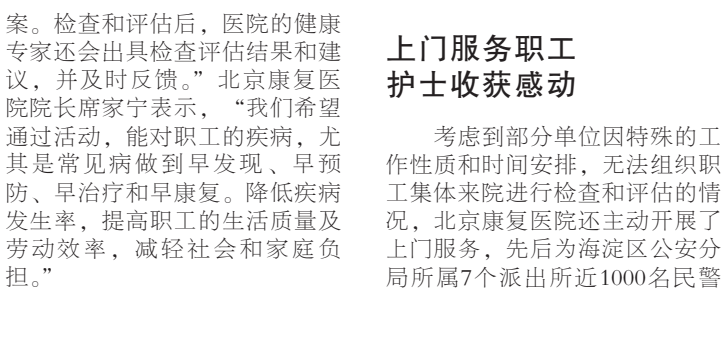 案。检查和评估后，医院的健康
专家还会出具检查评估结果和建
议，并及时反馈。”北京康复医
院院长席家宁表示，“我们希望
通过活动，能对职工的疾病，尤
其是常见病做到早发现、早预
防、早治疗和早康复。降低疾病
发生率，提高职工的生活质量及
劳动效率，减轻社会和家庭负
担。”
上门服务职工
护士收获感动
考虑到部分单位因特殊的工
作性质和时间安排，无法组织职
工集体来院进行检查和评估的情
况，北京康复医院还主动开展了
上门服务，先后为海淀区公安分
局所属7个派出所近1000名民警